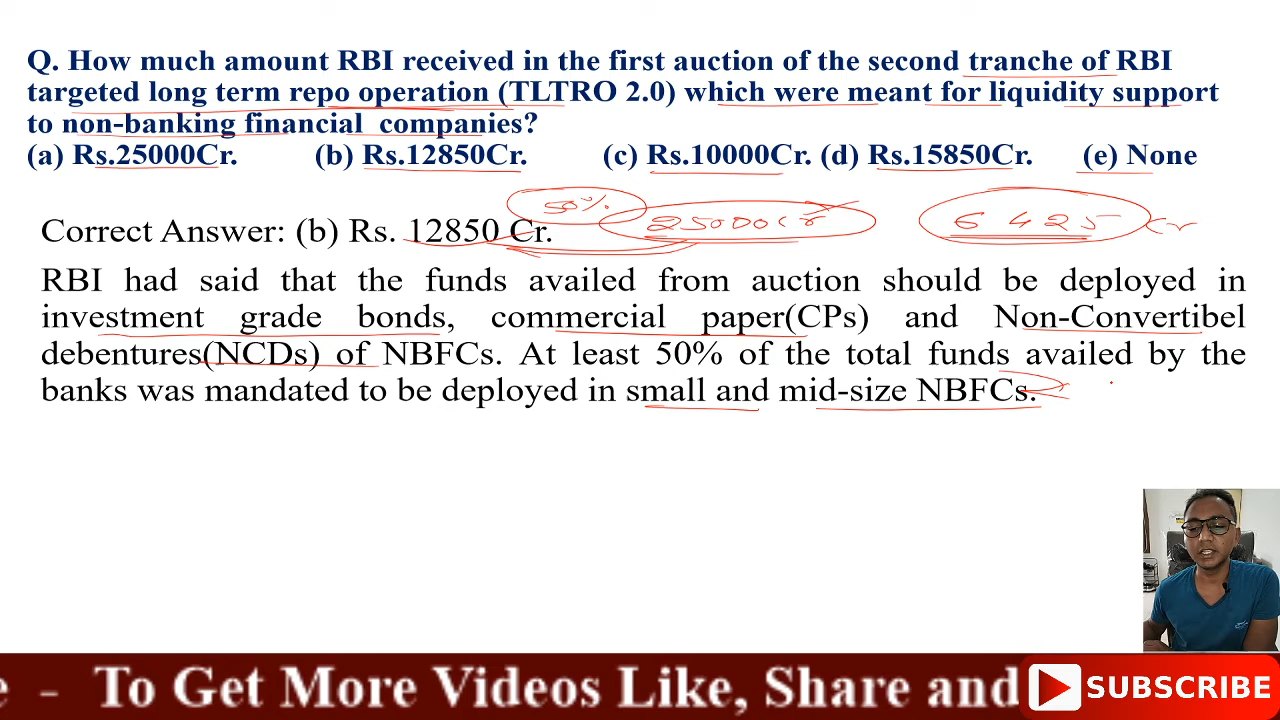 Q. How much amount RBI received in the first auction of the second tranche of RBI
targeted long term repo operation (TLTRO 2.0) which were meant for liquidity support
to non-banking financial companies?
(a) Rs.25000Cr. (b) Rs.12850Cr. (c) Rs.10000Cr. (d) Rs.15850Cr. (e) None
50%
Correct Answer: (b) Rs. 12850 Cr. 25000Cr 6425 Cr
RBI had said that the funds availed from auction should be deployed in
investment grade bonds, commercial paper(CPs) and Non-Convertibel
debentures(NCDs) of NBFCs. At least 50% of the total funds availed by the
banks was mandated to be deployed in small and mid-size NBFCs.
e - To Get More Videos Like, Share and SUBSCRIBE